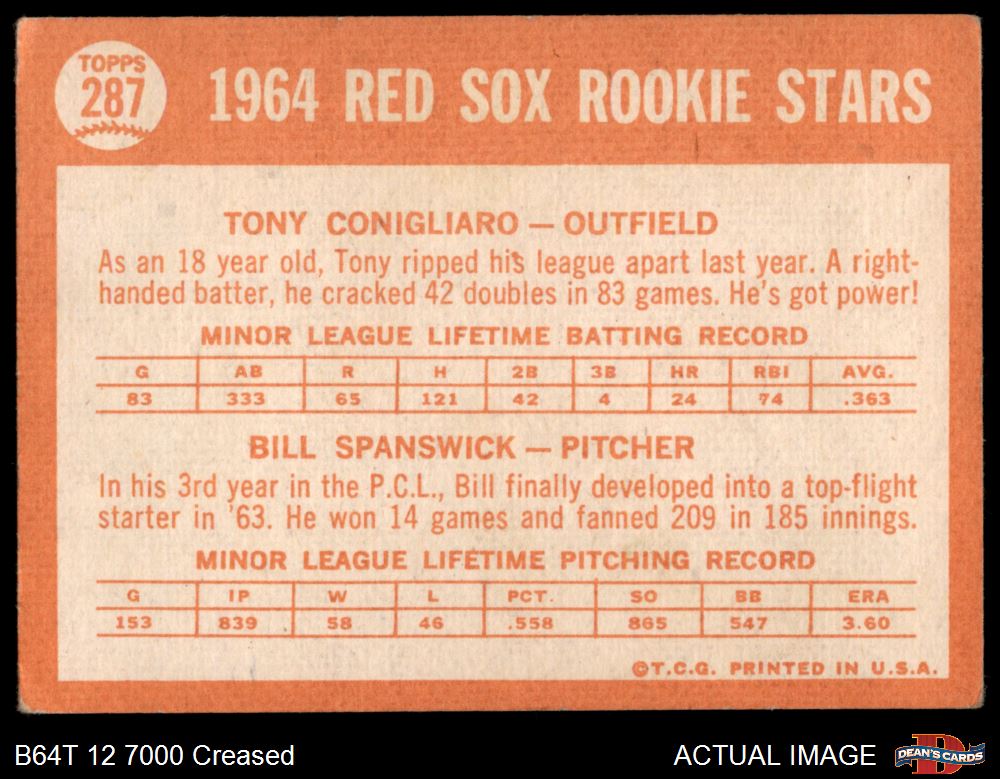 TOPPS
287
1964 RED SOX ROOKIE STARS
TONY CONIGLIARO — OUTFIELD
As an 18 year old, Tony ripped his league apart last year. A right-
handed batter, he cracked 42 doubles in 83 games. He's got power!
MINOR LEAGUE LIFETIME BATTING RECORD
G AB R H 2B 3B HR RBI AVG.
83 333 65 121 42 4 24 74 .363
BILL SPANSWICK — PITCHER
In his 3rd year in the P.C.L., Bill finally developed into a top-flight
starter in '63. He won 14 games and fanned 209 in 185 innings.
MINOR LEAGUE LIFETIME PITCHING RECORD
G IP W L PCT. SO BB ERA
153 839 58 46 .558 865 547 3.60
©T.C.G. PRINTED IN U.S.A.
B64T 12 7000 Creased
ACTUAL IMAGE
D
DEAN'S CARDS